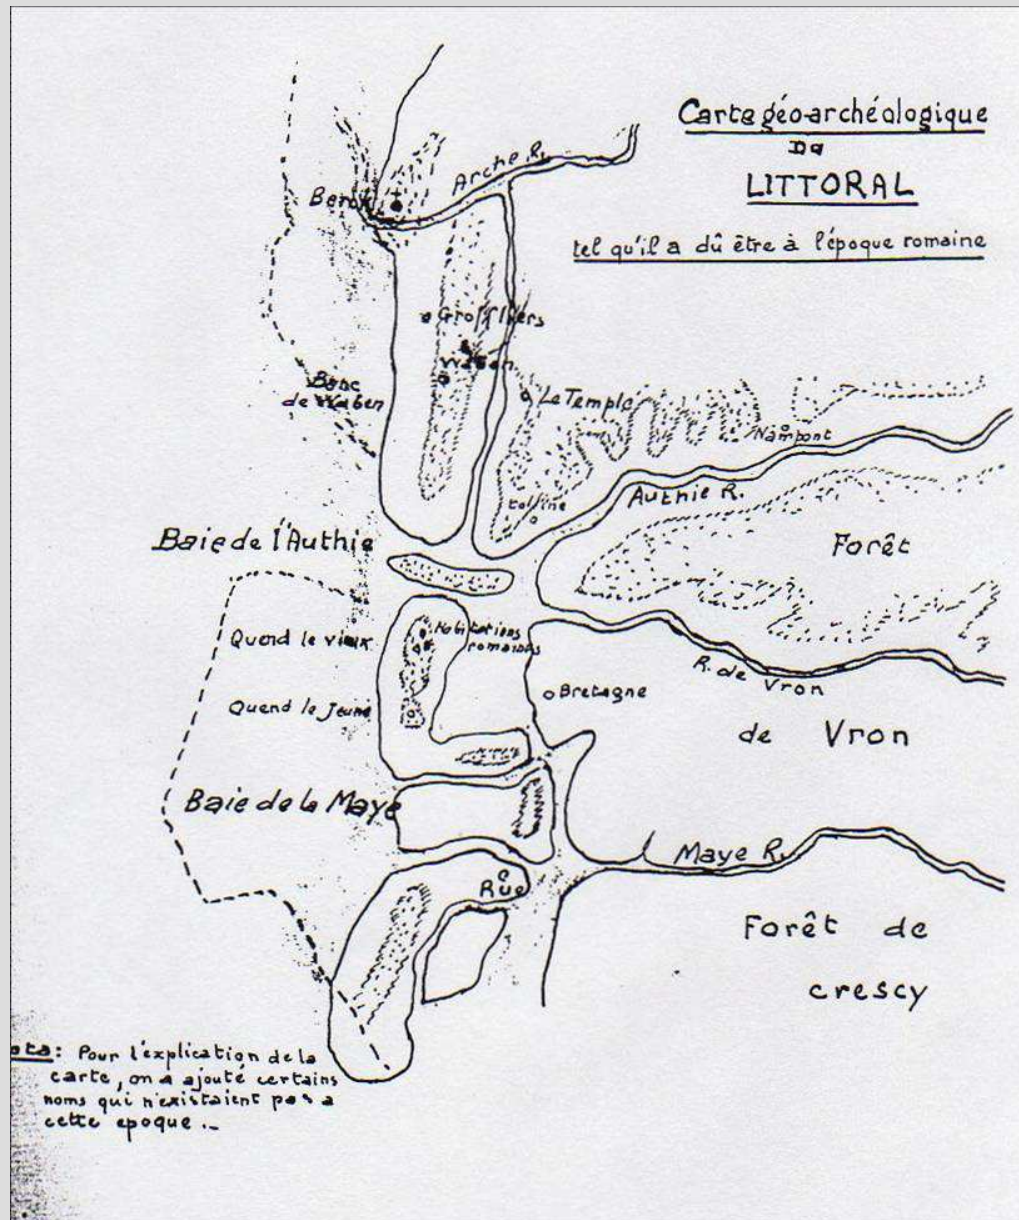 Carte géo-archéologique
Du
LITTORAL
tel qu'il a dû être à l'époque romaine
Arche R.
Berck
Groffliers
Waben
Banc
de Waben
Le Temple
Nampont
Authie R.
Colline
Baie de l'Authie
Forêt
Quend le vieux
Habitations
romaines
R. de Vron
Bretagne
Quend le Jeune
de Vron
Baie de la Maye
Maye R.
Rue
Forêt de
crescy
ota: Pour l'explication de la
carte, on a ajouté certains
noms qui n'existaient pas a
cette epoque._